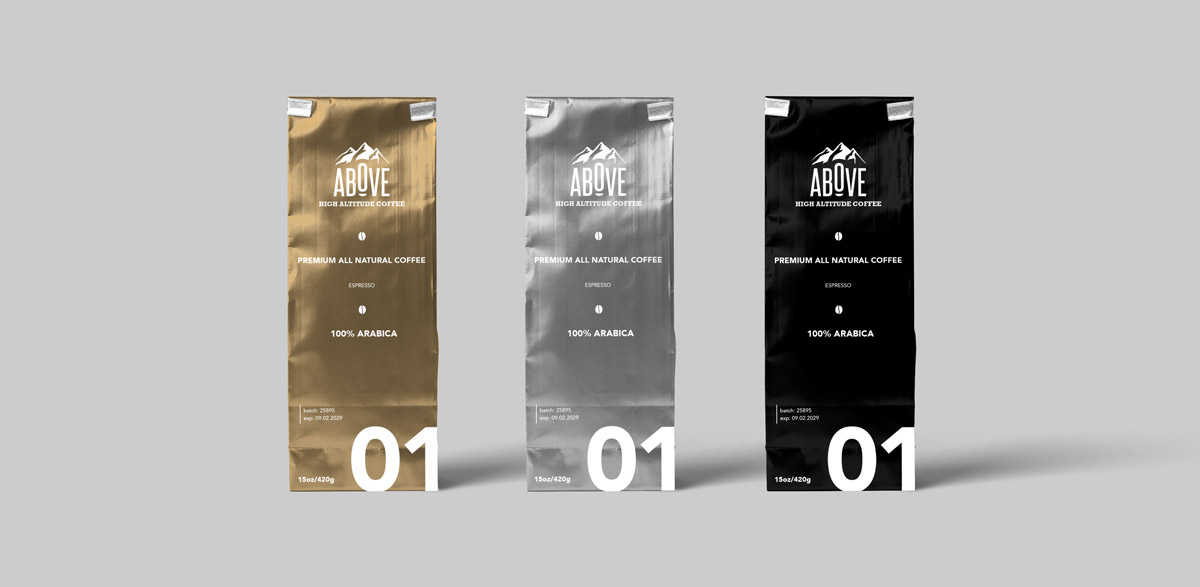 ABOVE
HIGH ALTITUDE COFFEE
PREMIUM ALL NATURAL COFFEE
ESPRESSO
100% ARABICA
batch: 25895
exp: 09.02.2029
01
15oz/420g
ABOVE
HIGH ALTITUDE COFFEE
PREMIUM ALL NATURAL COFFEE
ESPRESSO
100% ARABICA
batch: 25895
exp: 09.02.2029
01
15oz/420g
ABOVE
HIGH ALTITUDE COFFEE
PREMIUM ALL NATURAL COFFEE
ESPRESSO
100% ARABICA
batch: 25895
exp: 09.02.2029
01
15oz/420g